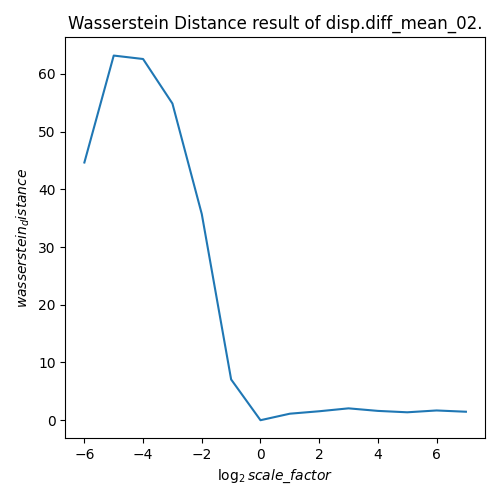 Wasserstein Distance result of disp.diff_mean_02.
60
50
40
30
20
10
0
wasserstein_distance
−6 −4 −2 0 2 4 6
log₂ scale_factor